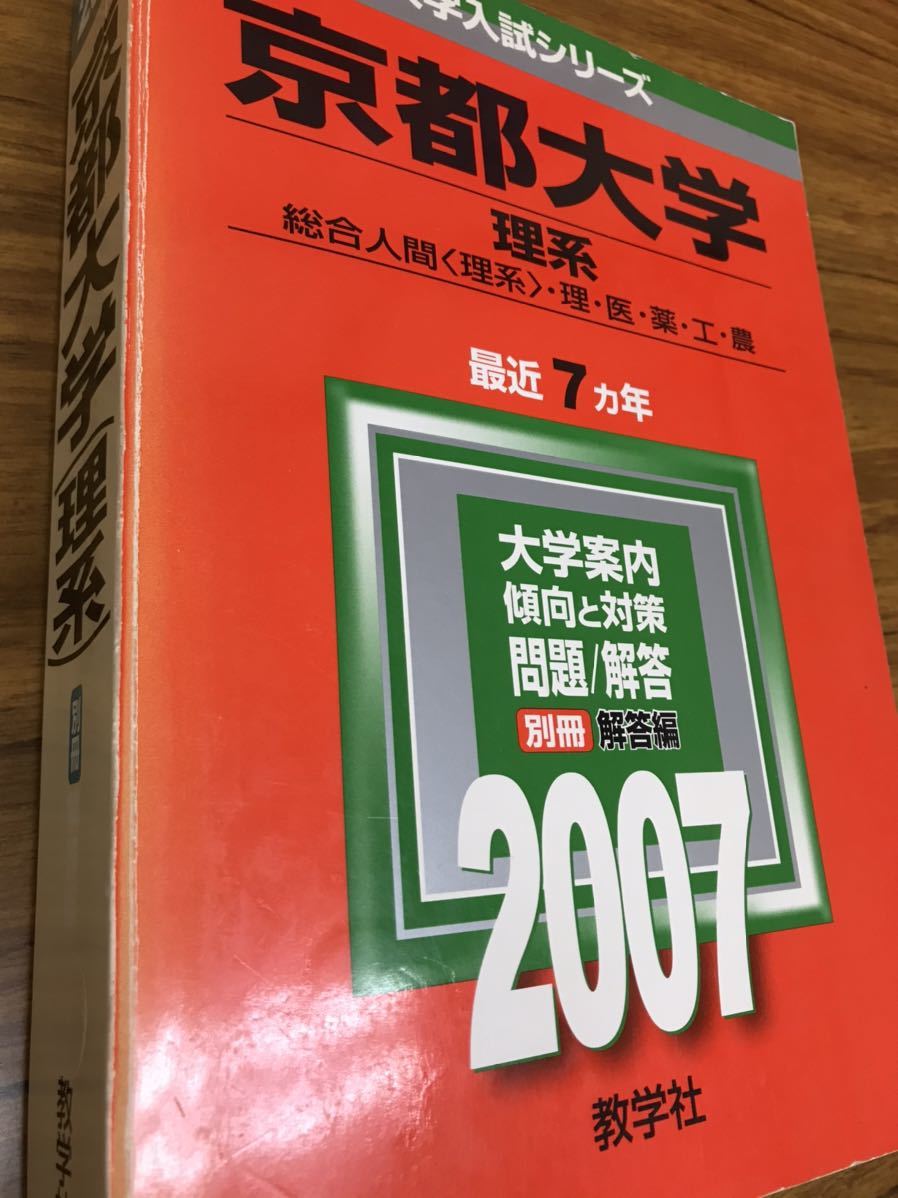 学入試シリーズ
京都大学
理系
総合人間〈理系〉・理・医・薬・工・農
最近7ヵ年
大学案内
傾向と対策
問題/解答
別冊 解答編
2007
教学社
京都大学(理系)
別冊
教学